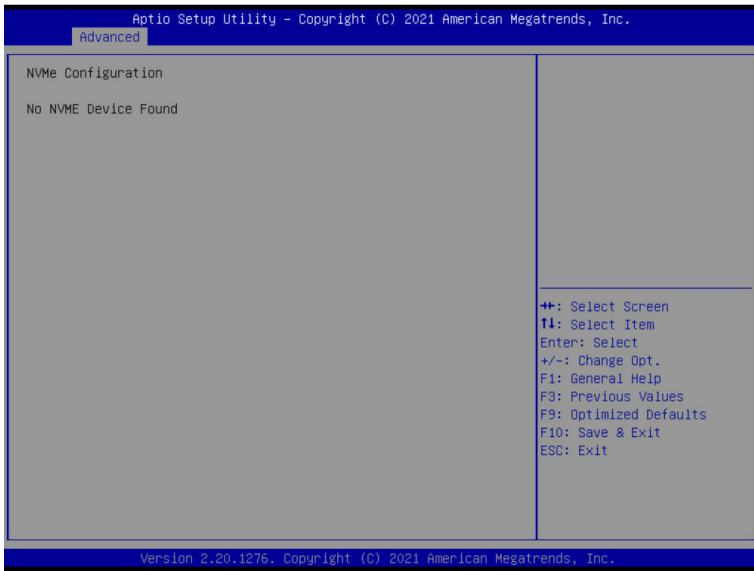 Aptio Setup Utility – Copyright (C) 2021 American Megatrends, Inc.
Advanced
NVMe Configuration
No NVME Device Found
→←: Select Screen
↑↓: Select Item
Enter: Select
+/-: Change Opt.
F1: General Help
F3: Previous Values
F9: Optimized Defaults
F10: Save & Exit
ESC: Exit
Version 2.20.1276. Copyright (C) 2021 American Megatrends, Inc.